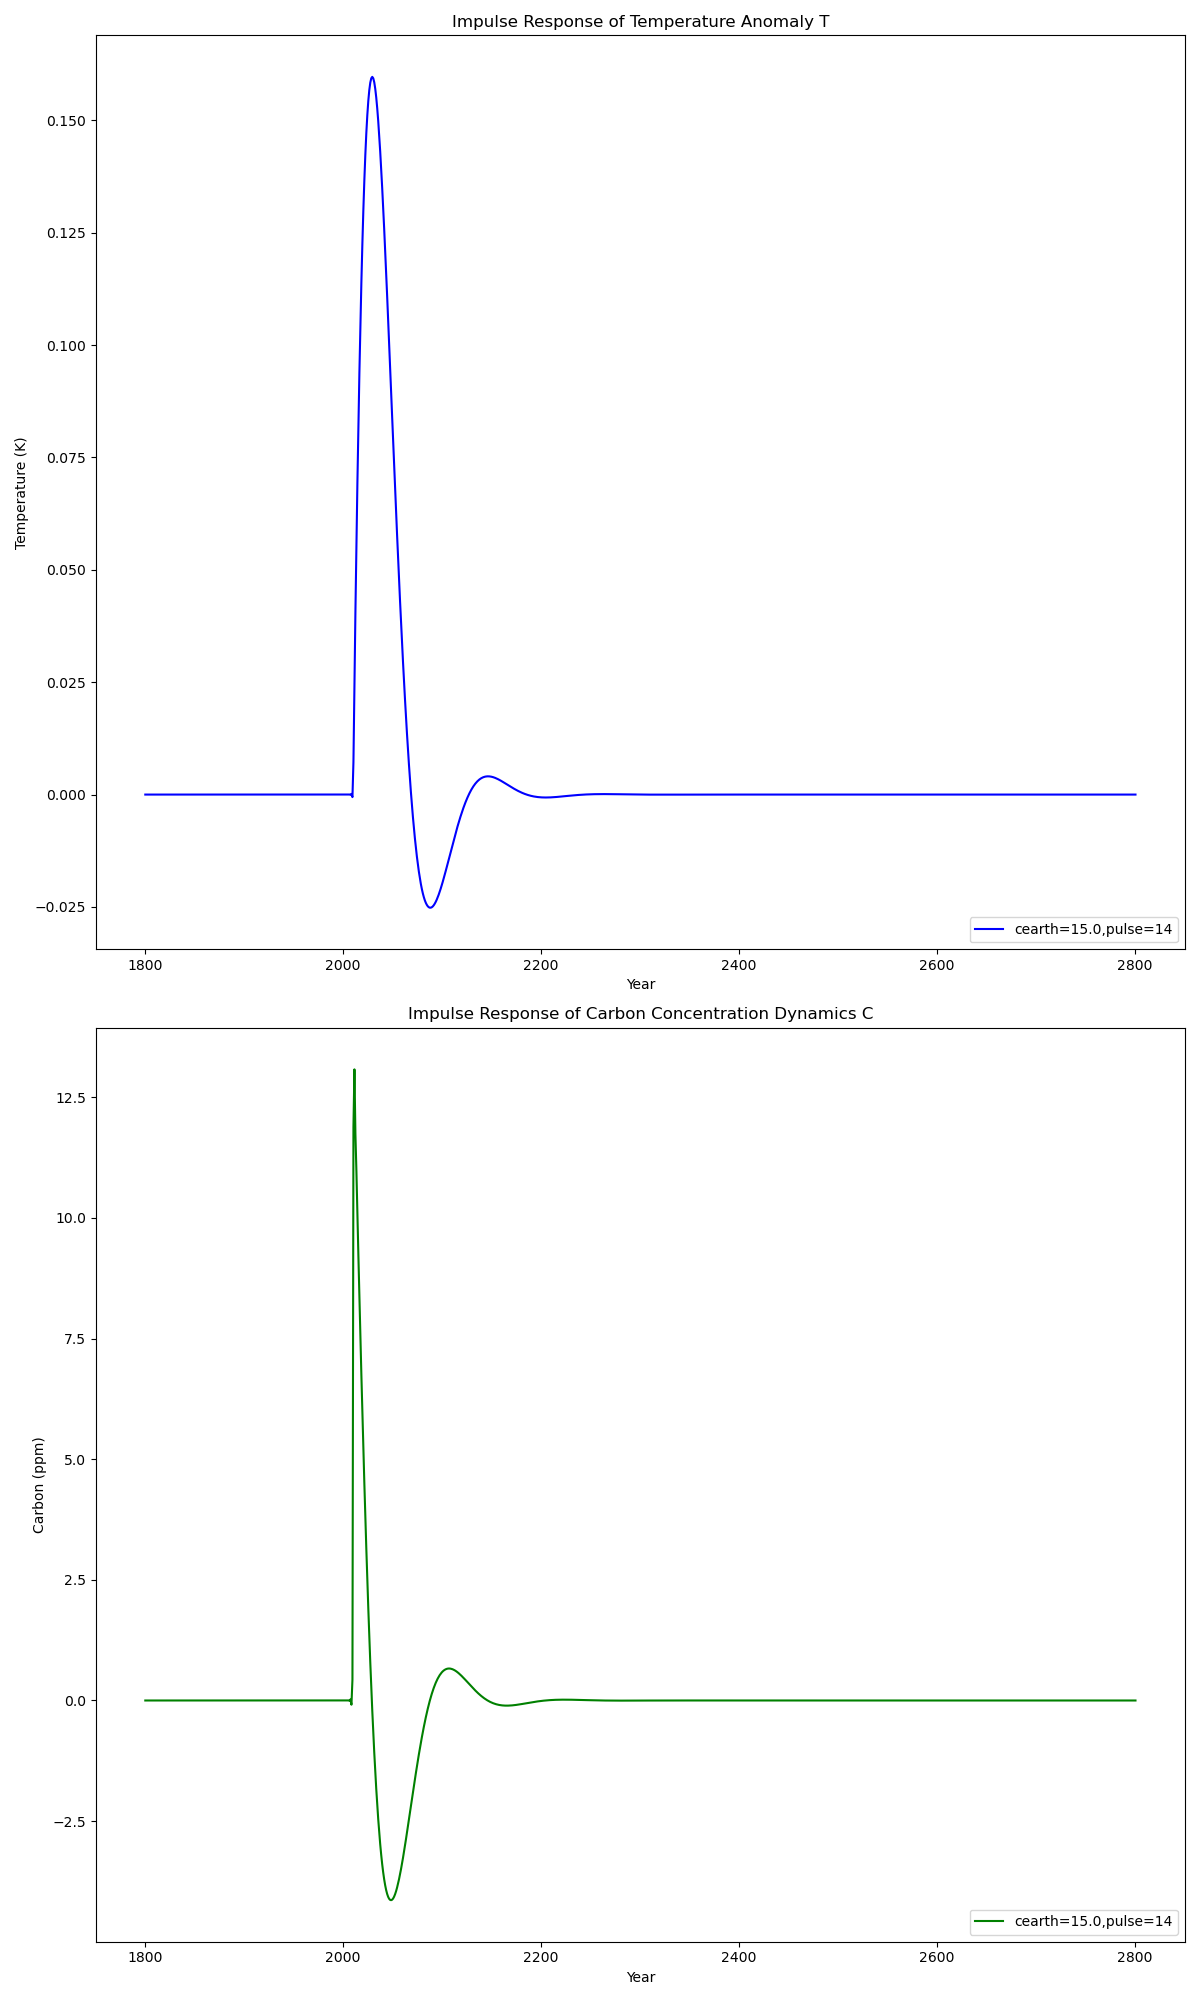 Impulse Response of Temperature Anomaly T
0.150
0.125
0.100
0.075
0.050
0.025
0.000
−0.025
Temperature (K)
cearth=15.0,pulse=14
1800 2000 2200 2400 2600 2800
Year
Impulse Response of Carbon Concentration Dynamics C
12.5
10.0
7.5
5.0
2.5
0.0
−2.5
Carbon (ppm)
cearth=15.0,pulse=14
1800 2000 2200 2400 2600 2800
Year